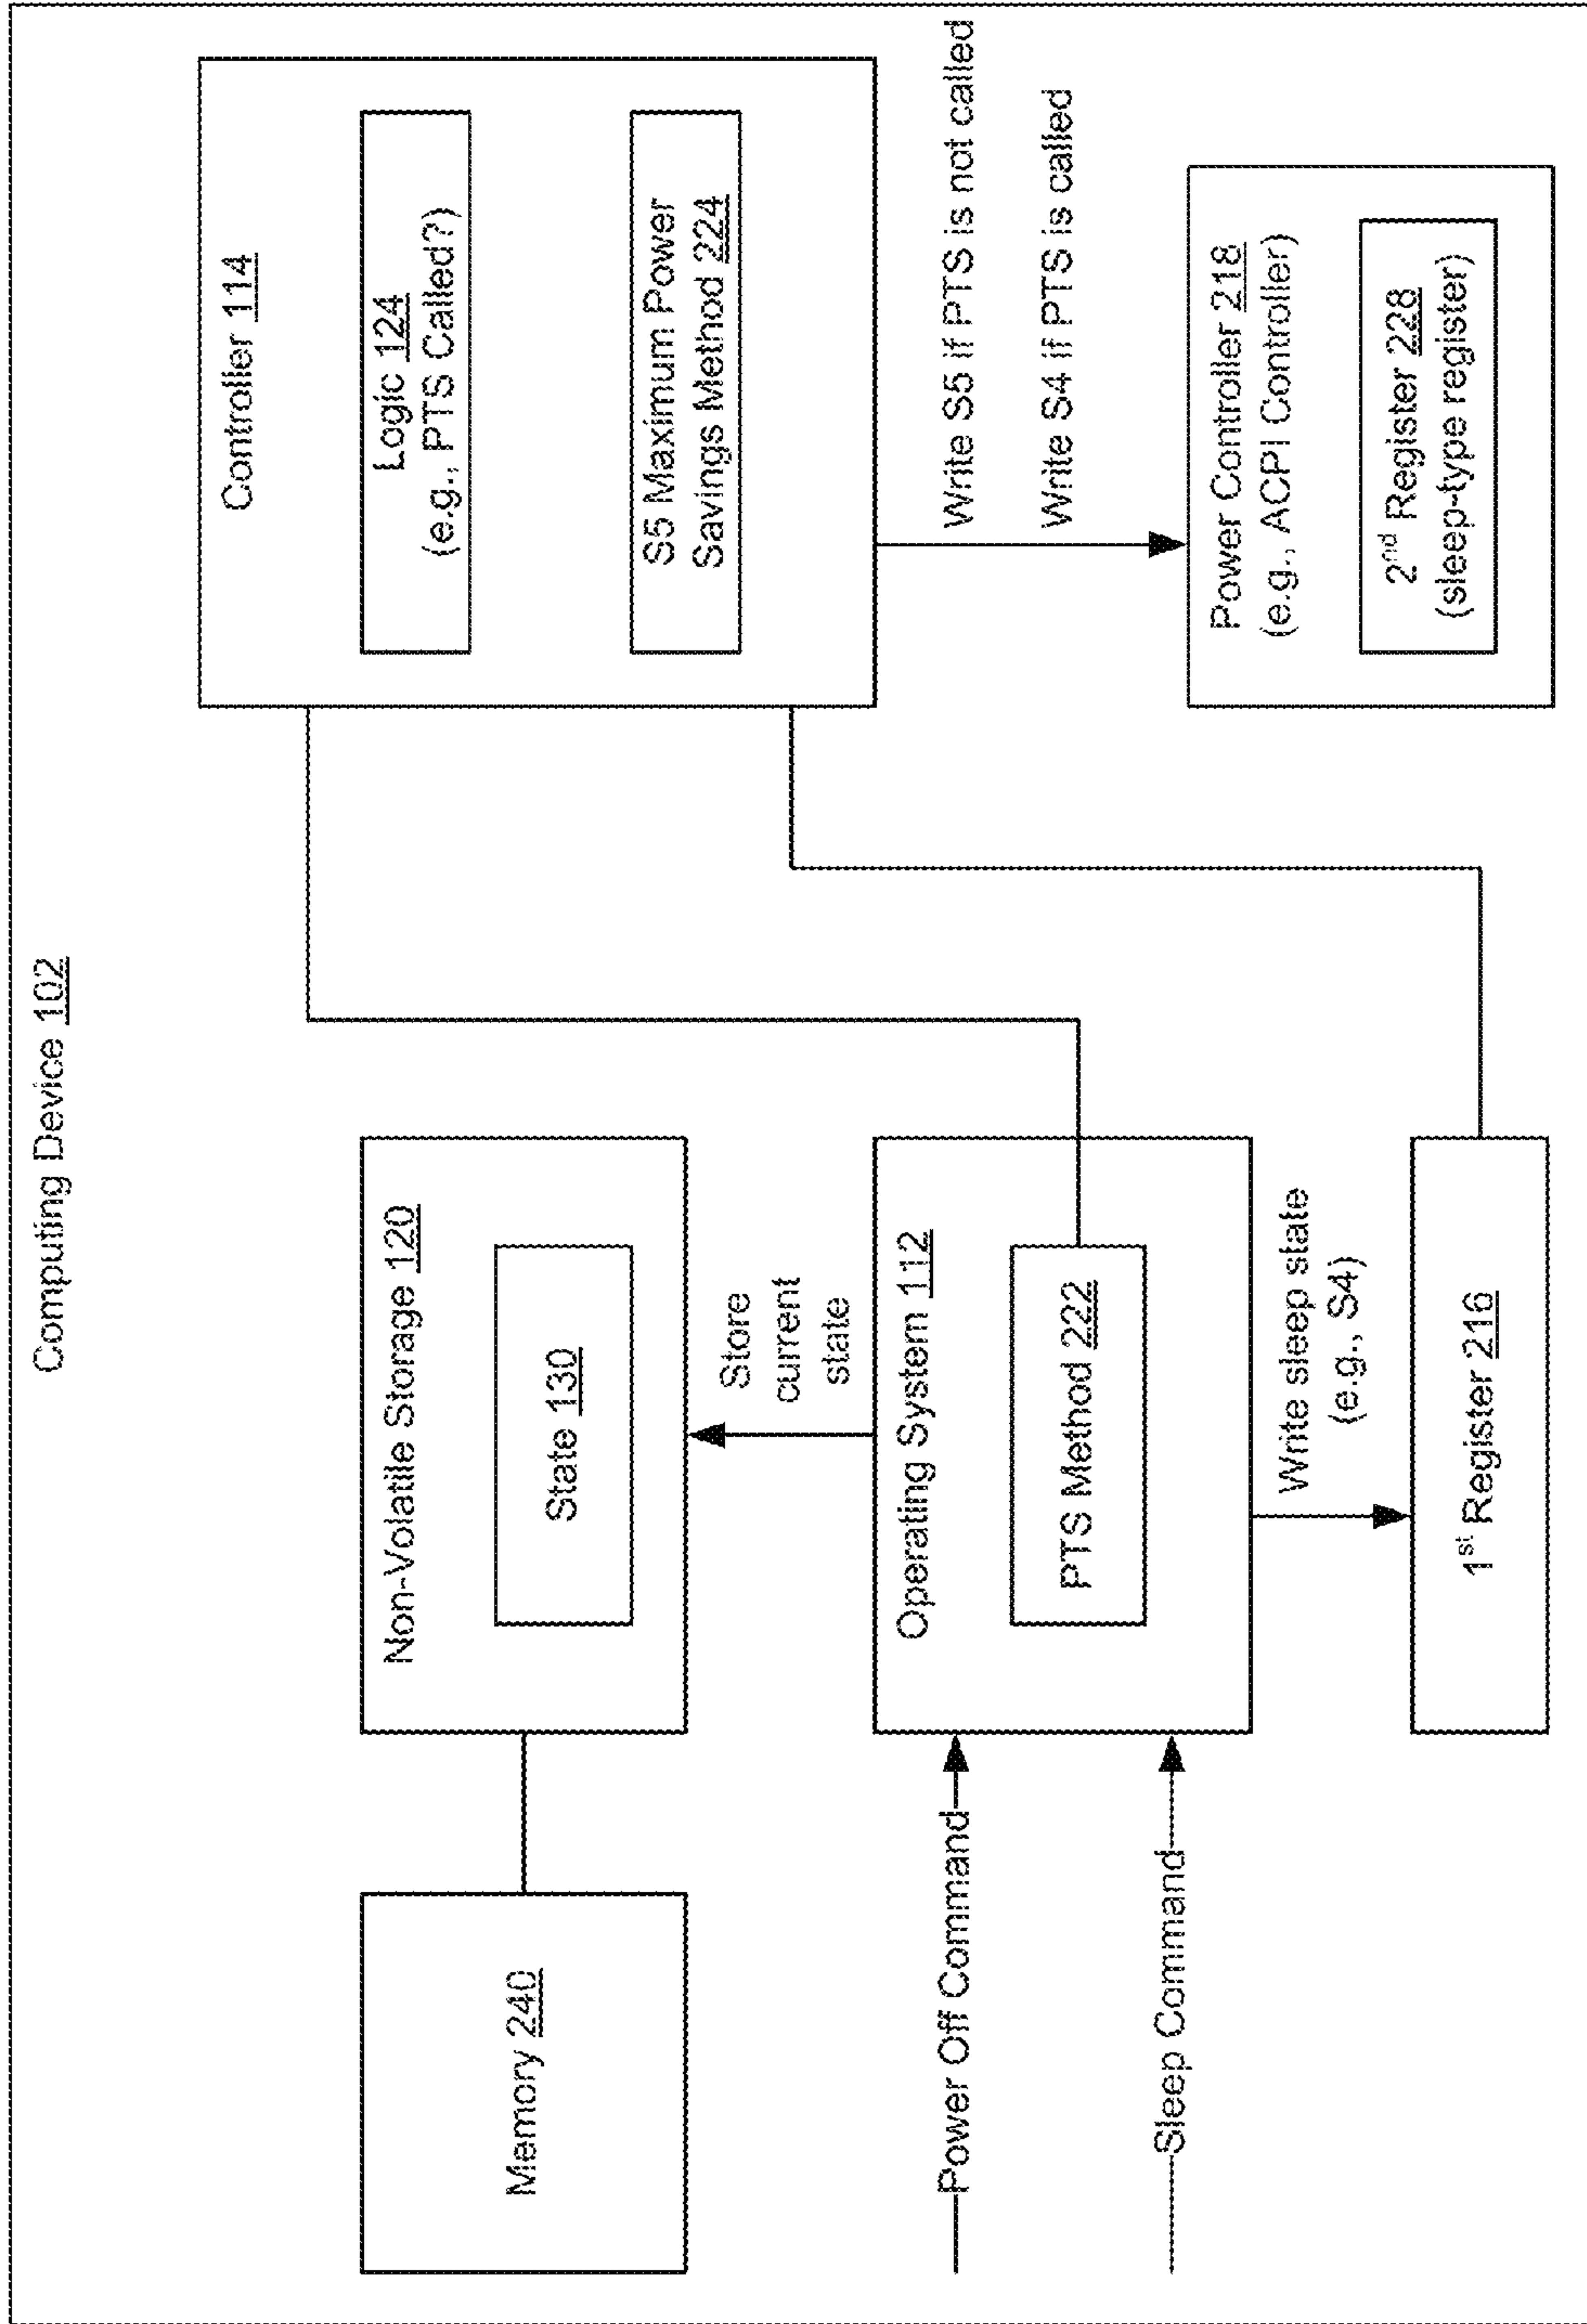 Computing Device 102
Memory 240
Non-Volatile Storage 120
State 130
Store
current
state
Power Off Command
Sleep Command
Operating System 112
PTS Method 222
Write sleep state
(e.g., S4)
1st Register 216
Controller 114
Logic 124
(e.g., PTS Called?)
S5 Maximum Power
Savings Method 224
Write S5 if PTS is not called
Write S4 if PTS is called
Power Controller 218
(e.g., ACPI Controller)
2nd Register 228
(sleep-type register)